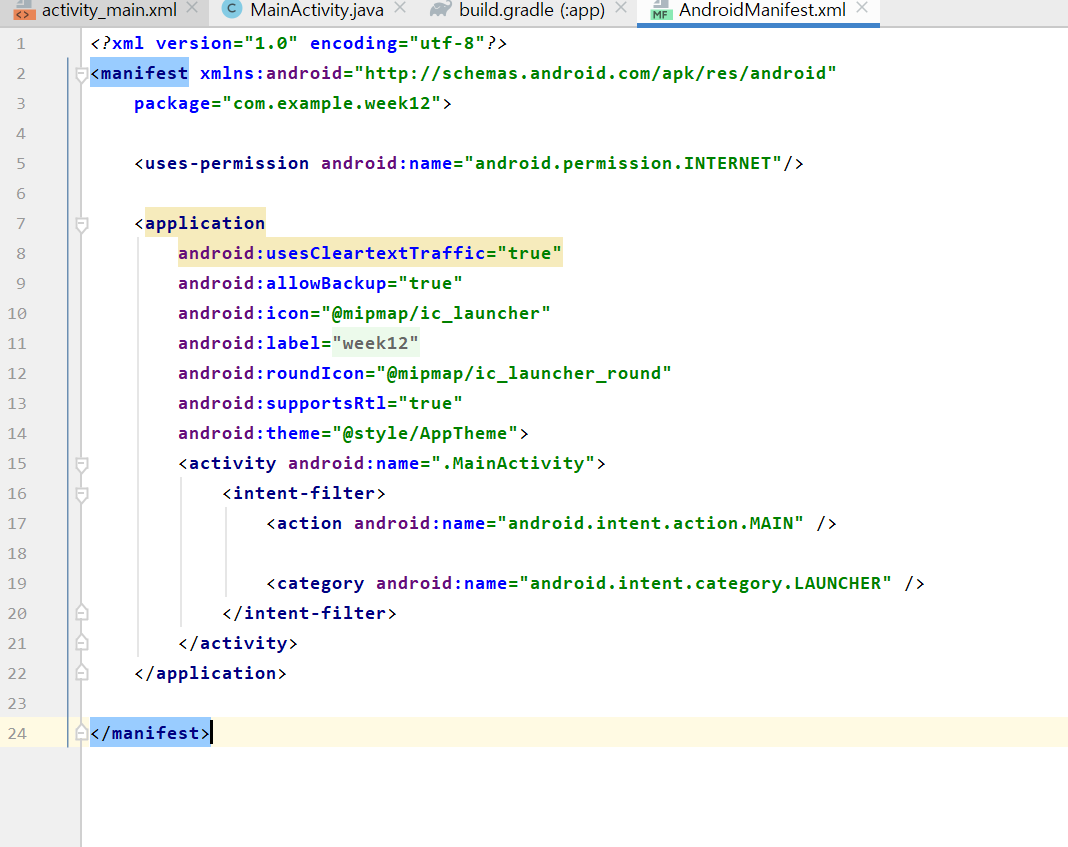 activity_main.xml MainActivity.java build.gradle (:app) AndroidManifest.xml
1 <?xml version="1.0" encoding="utf-8"?>
2 <manifest xmlns:android="http://schemas.android.com/apk/res/android"
3 package="com.example.week12">
4
5 <uses-permission android:name="android.permission.INTERNET"/>
6
7 <application
8 android:usesCleartextTraffic="true"
9 android:allowBackup="true"
10 android:icon="@mipmap/ic_launcher"
11 android:label="week12"
12 android:roundIcon="@mipmap/ic_launcher_round"
13 android:supportsRtl="true"
14 android:theme="@style/AppTheme">
15 <activity android:name=".MainActivity">
16 <intent-filter>
17 <action android:name="android.intent.action.MAIN" />
18
19 <category android:name="android.intent.category.LAUNCHER" />
20 </intent-filter>
21 </activity>
22 </application>
23
24 </manifest>